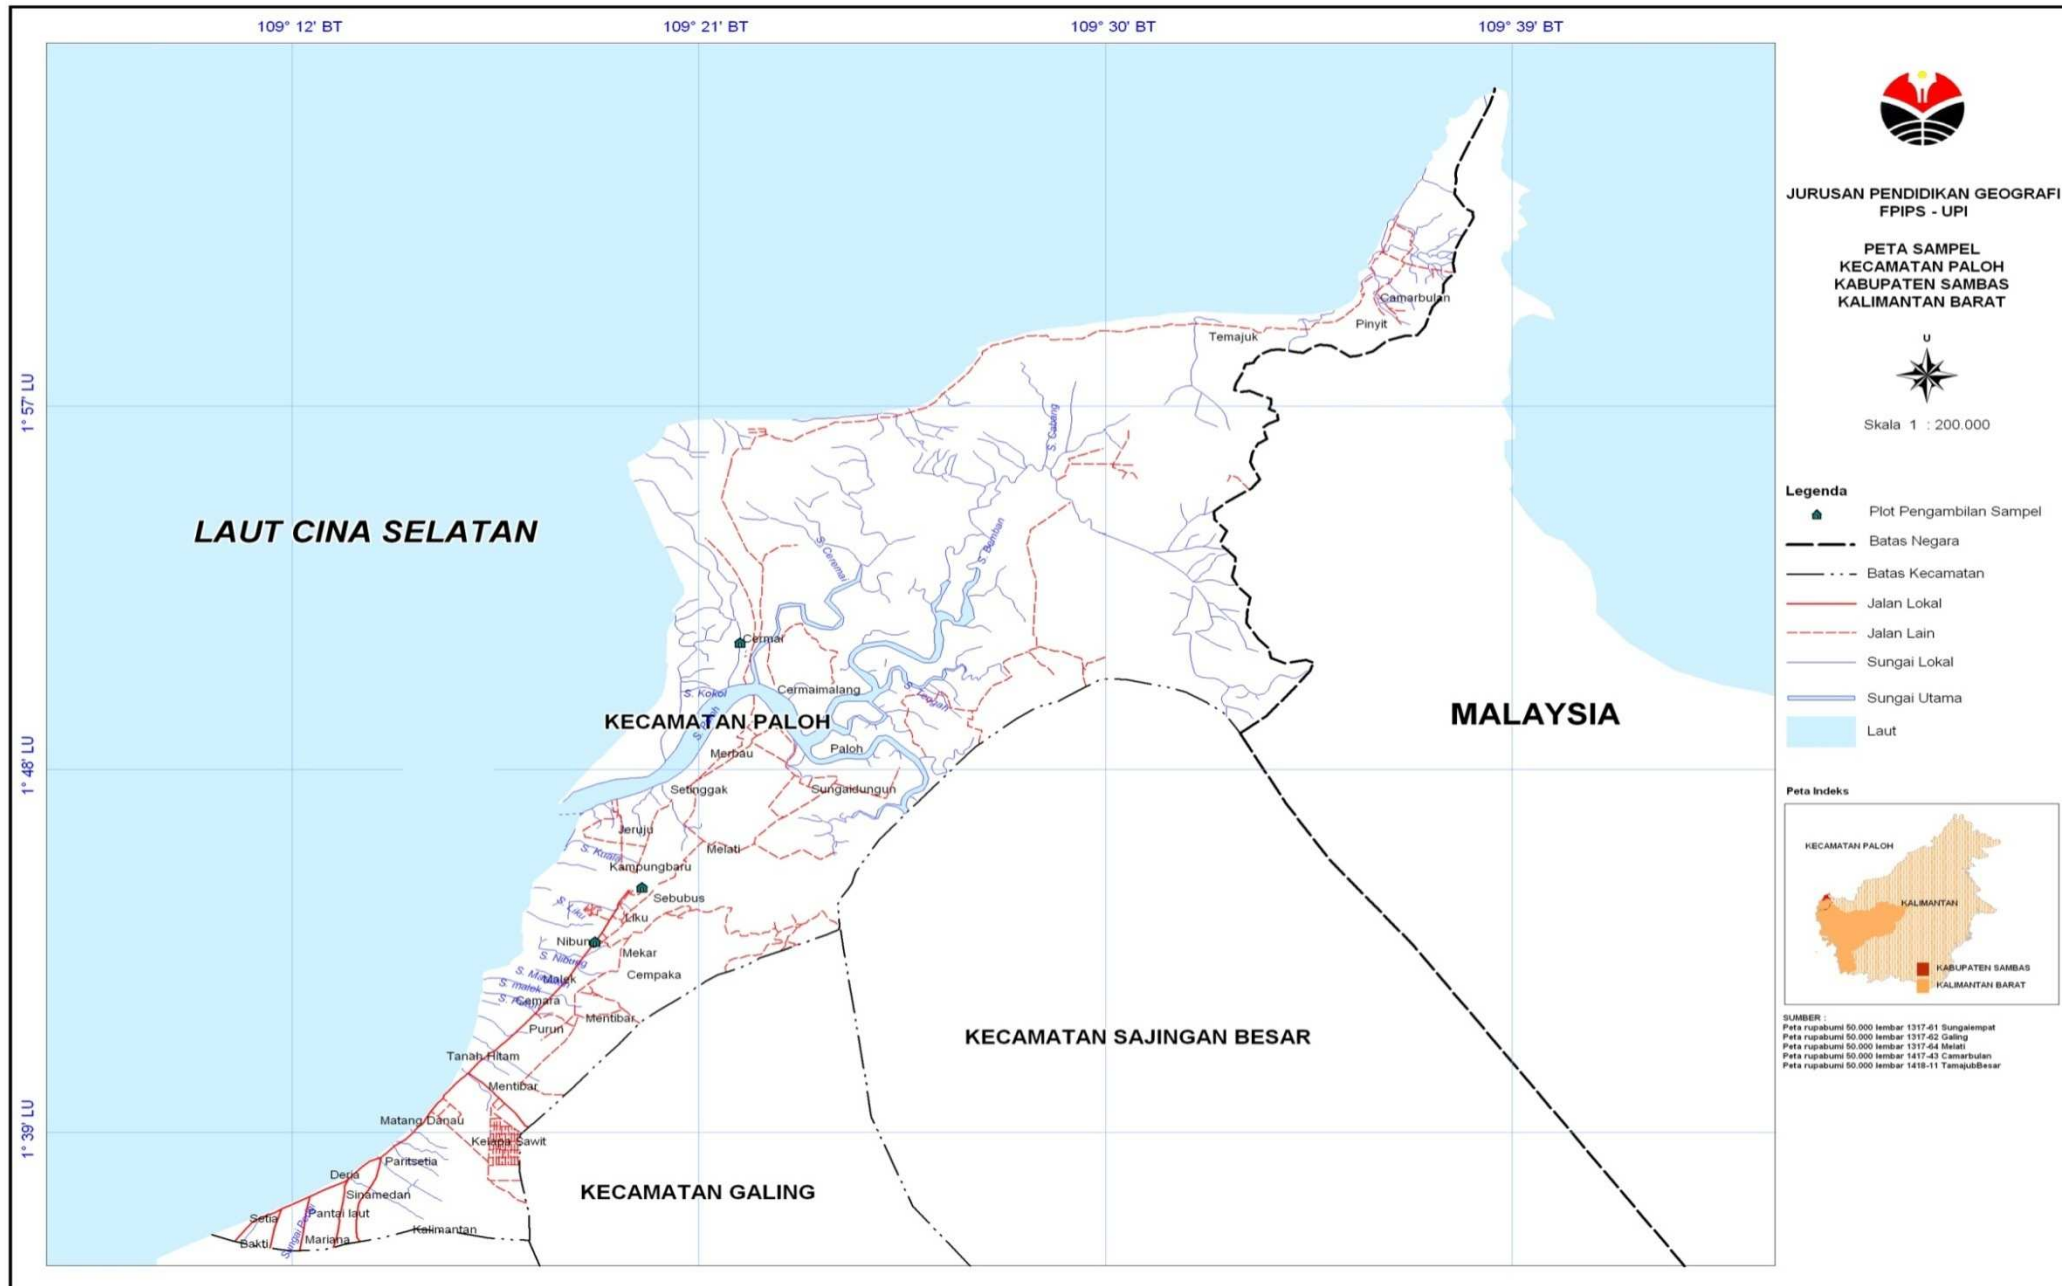 109° 12' BT
109° 21' BT
109° 30' BT
109° 39' BT
1° 57' LU
1° 48' LU
1° 39' LU
LAUT CINA SELATAN
Camarbulan
Pinyit
Temajuk
S. Cabang
S. Bamban
S. Ceremai
Cermai
Cermaimalang
S. Kokol
S. Paloh
KECAMATAN PALOH
MALAYSIA
Merbau
Paloh
Setinggak
Sungaidungun
Jeruju
Melati
S. Kuala
Kampungbaru
Sebubus
S. Liku
Liku
Nibung
Mekar
S. Nibung
Cempaka
Malek
S. malek
Cemara
Mentibar
Purun
KECAMATAN SAJINGAN BESAR
Tanah Hitam
Mentibar
Matang Danau
Kelapa Sawit
Paritsetia
Deria
KECAMATAN GALING
Sinamedan
Pantai laut
Setia
Kalimantan
Bakti
Mariana
JURUSAN PENDIDIKAN GEOGRAFI
FPIPS - UPI
PETA SAMPEL
KECAMATAN PALOH
KABUPATEN SAMBAS
KALIMANTAN BARAT
U
Skala 1 : 200.000
Legenda
Plot Pengambilan Sampel
Batas Negara
Batas Kecamatan
Jalan Lokal
Jalan Lain
Sungai Lokal
Sungai Utama
Laut
Peta Indeks
KECAMATAN PALOH
KALIMANTAN
KABUPATEN SAMBAS
KALIMANTAN BARAT
SUMBER :
Peta rupabumi 50.000 lembar 1317-61 Sungaiempat
Peta rupabumi 50.000 lembar 1317-62 Galing
Peta rupabumi 50.000 lembar 1317-64 Melati
Peta rupabumi 50.000 lembar 1417-43 Camarbulan
Peta rupabumi 50.000 lembar 1418-11 TamajubBesar